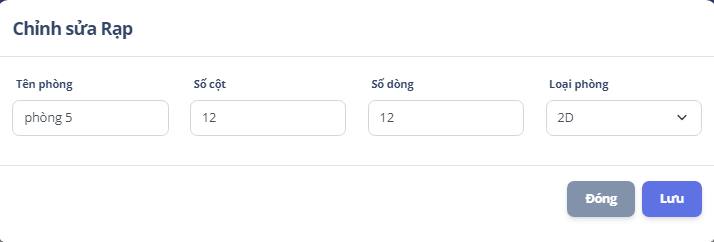 Chỉnh sửa Rạp
Tên phòng Số cột Số dòng Loại phòng
phòng 5 12 12 2D
Đóng Lưu